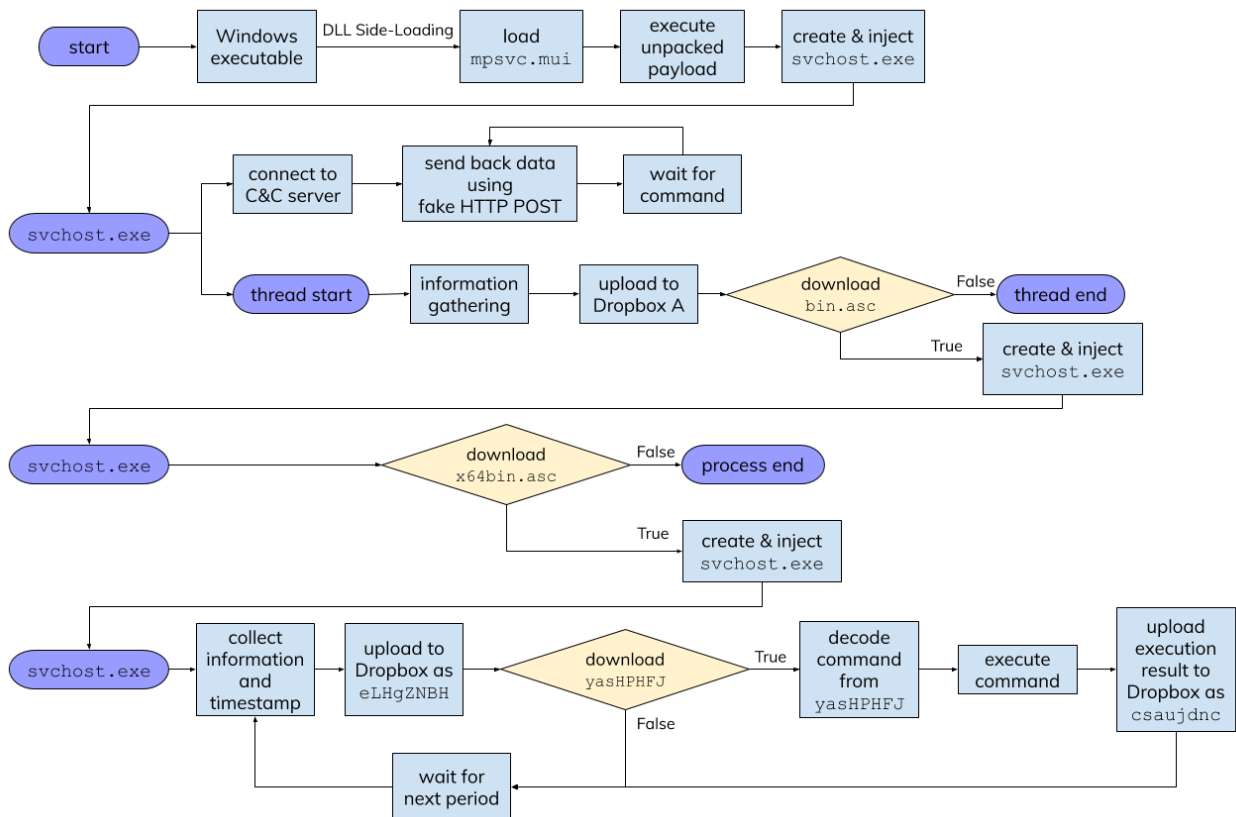 start
Windows
executable
DLL Side-Loading
load
mpsvc.mui
execute
unpacked
payload
create & inject
svchost.exe
connect to
C&C server
send back data
using
fake HTTP POST
wait for
command
svchost.exe
thread start
information
gathering
upload to
Dropbox A
download
bin.asc
False
thread end
True
create & inject
svchost.exe
svchost.exe
download
x64bin.asc
False
process end
True
create & inject
svchost.exe
svchost.exe
collect
information
and
timestamp
upload to
Dropbox as
eLHgZNBH
download
yasHPHFJ
True
False
decode
command
from
yasHPHFJ
execute
command
upload
execution
result to
Dropbox as
csaujdnc
wait for
next period